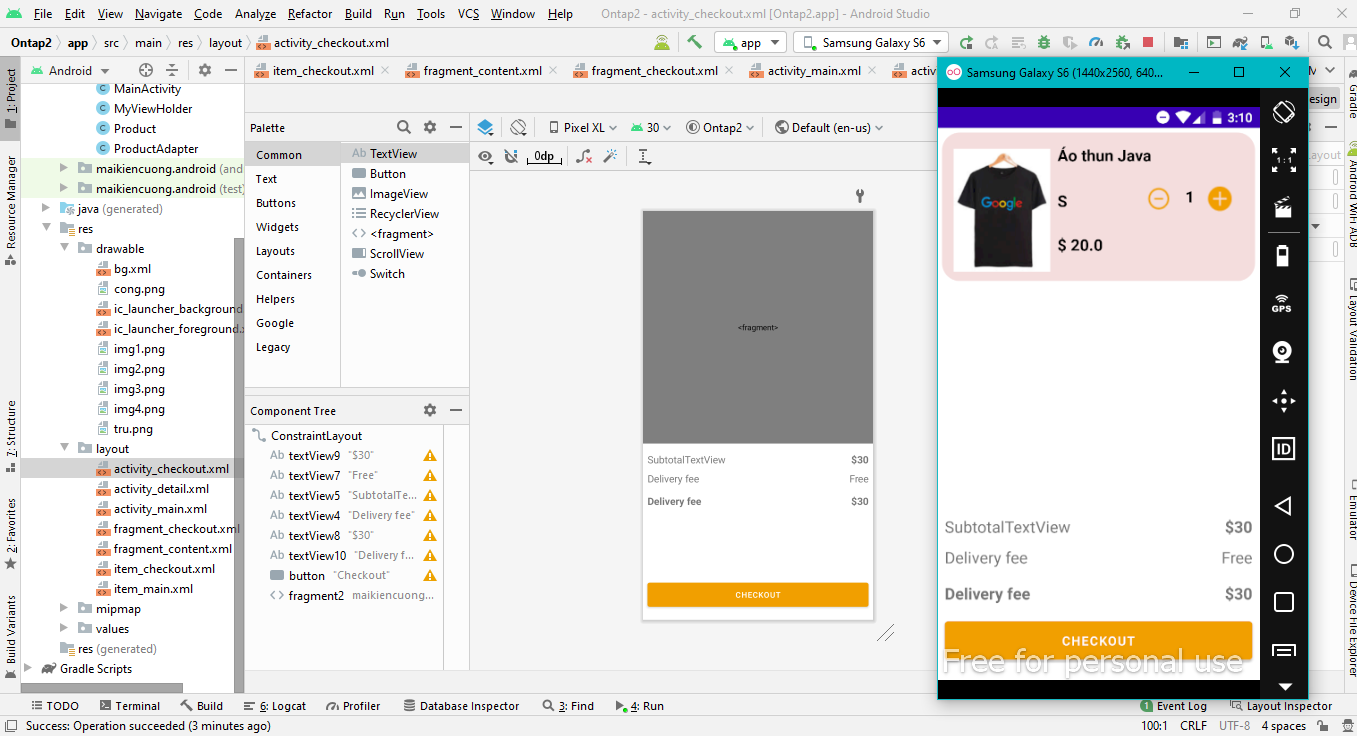 File Edit View Navigate Code Analyze Refactor Build Run Tools VCS Window Help Ontap2 - activity_checkout.xml [Ontap2.app] - Android Studio
Ontap2 app src main res layout activity_checkout.xml app Samsung Galaxy S6
1: Project
Resource Manager
Z: Structure
2: Favorites
Build Variants
Android
MainActivity
MyViewHolder
Product
ProductAdapter
maikiencuong.android (and
maikiencuong.android (test)
java (generated)
res
drawable
bg.xml
cong.png
ic_launcher_background
ic_launcher_foreground.x
img1.png
img2.png
img3.png
img4.png
tru.png
layout
activity_checkout.xml
activity_detail.xml
activity_main.xml
fragment_checkout.xml
fragment_content.xml
item_checkout.xml
item_main.xml
mipmap
values
res (generated)
Gradle Scripts
item_checkout.xml fragment_content.xml fragment_checkout.xml activity_main.xml activ
esign
Palette
Common
Text
Buttons
Widgets
Layouts
Containers
Helpers
Google
Legacy
Ab TextView
Button
ImageView
RecyclerView
<fragment>
ScrollView
Switch
Component Tree
ConstraintLayout
Ab textView9 "$30"
Ab textView7 "Free"
Ab textView5 "SubtotalTe...
Ab textView4 "Delivery fee"
Ab textView8 "$30"
Ab textView10 "Delivery f...
button "Checkout"
<> fragment2 maikiencuong...
Pixel XL 30 Ontap2 Default (en-us)
0dp
<fragment>
SubtotalTextView $30
Delivery fee Free
Delivery fee $30
CHECKOUT
Samsung Galaxy S6 (1440x2560, 640...
3:10
Google
Áo thun Java
S 1
$ 20.0
SubtotalTextView $30
Delivery fee Free
Delivery fee $30
CHECKOUT
Free for personal use
1:1
GPS
ID
ayout
Gradle
Android WiFi ADB
Layout Validation
Emulator
Device File Explorer
TODO Terminal Build 6: Logcat Profiler Database Inspector 3: Find 4: Run 1 Event Log Layout Inspector
Success: Operation succeeded (3 minutes ago) 100:1 CRLF UTF-8 4 spaces